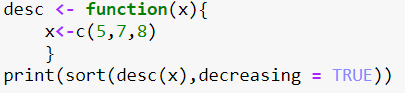 desc <- function(x){
    x<-c(5,7,8)
    }
print(sort(desc(x),decreasing = TRUE))